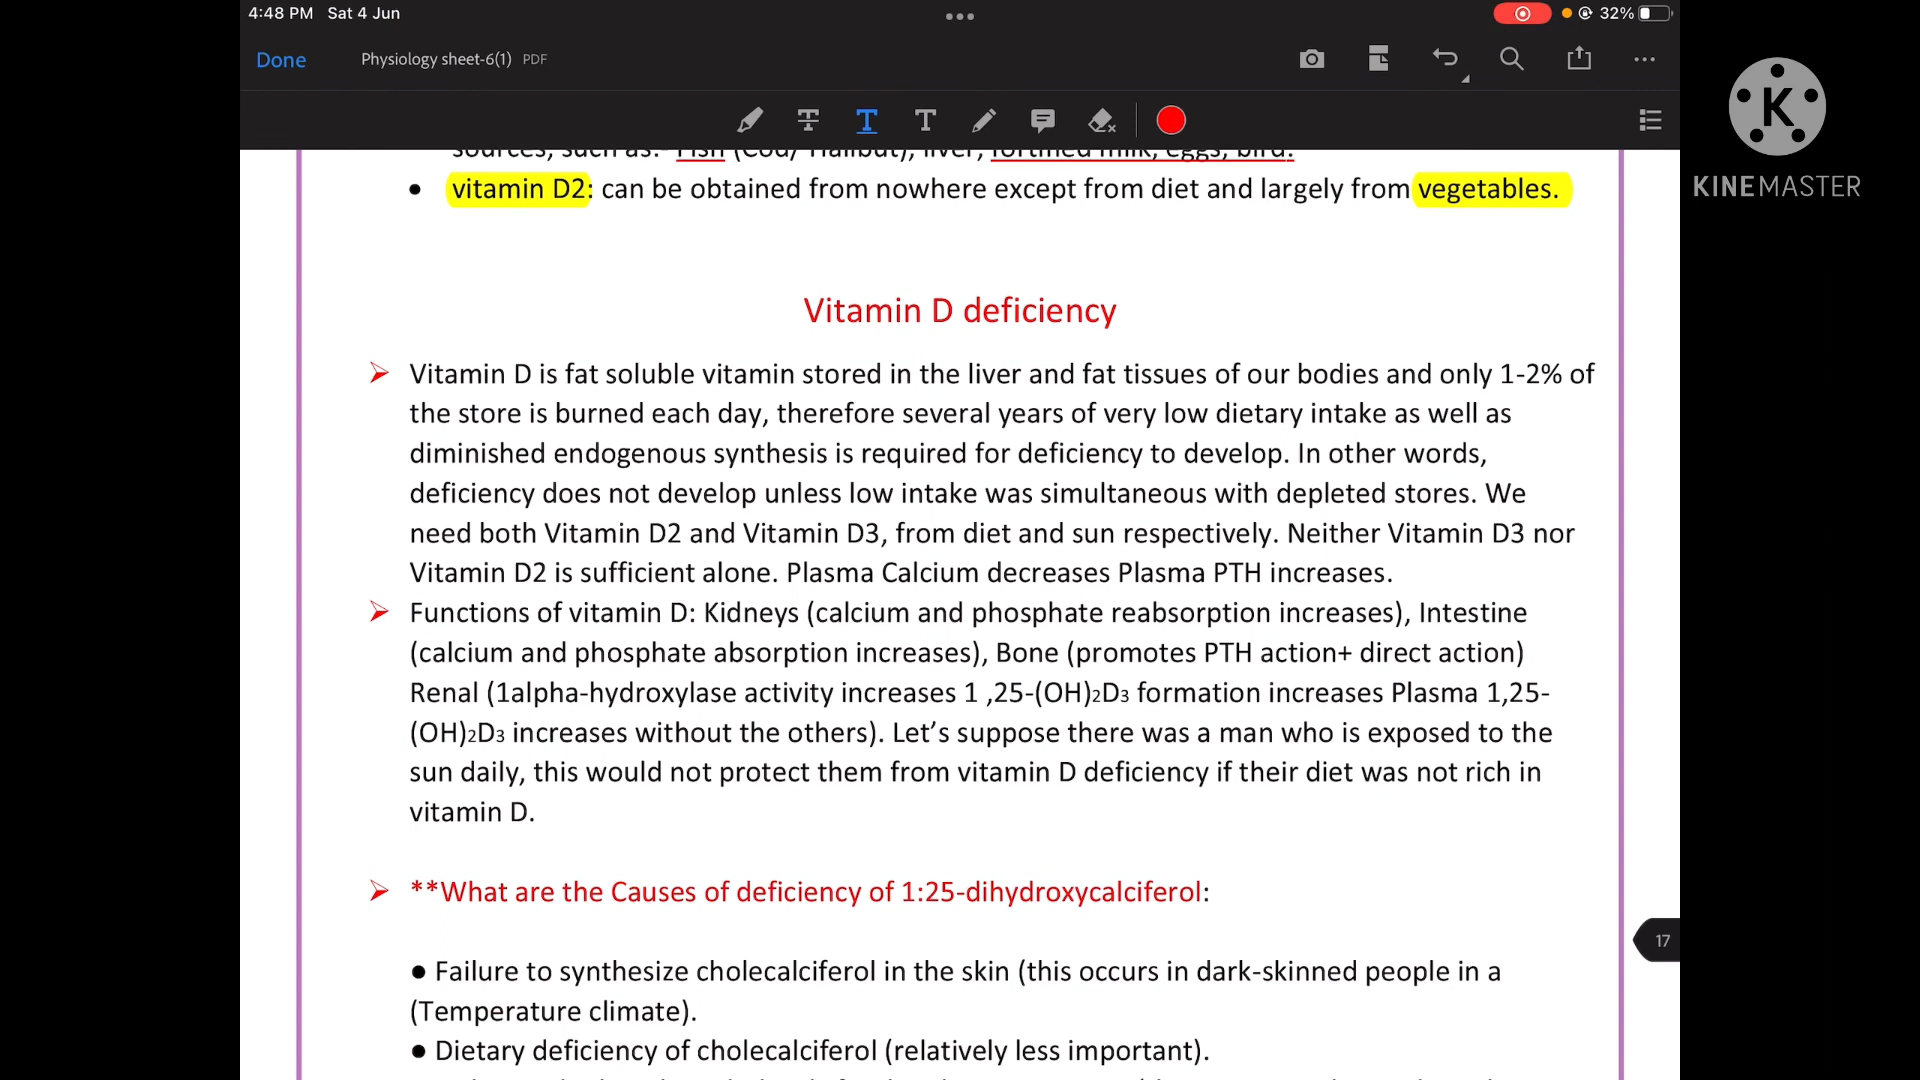 4:48 PM Sat 4 Jun
32%
Done
Physiology sheet-6(1) PDF
KINEMASTER
sources, such as:- Fish (Cod/ Halibut), liver, fortified milk, eggs, bird.
• vitamin D2: can be obtained from nowhere except from diet and largely from vegetables.
Vitamin D deficiency
➢ Vitamin D is fat soluble vitamin stored in the liver and fat tissues of our bodies and only 1-2% of
the store is burned each day, therefore several years of very low dietary intake as well as
diminished endogenous synthesis is required for deficiency to develop. In other words,
deficiency does not develop unless low intake was simultaneous with depleted stores. We
need both Vitamin D2 and Vitamin D3, from diet and sun respectively. Neither Vitamin D3 nor
Vitamin D2 is sufficient alone. Plasma Calcium decreases Plasma PTH increases.
➢ Functions of vitamin D: Kidneys (calcium and phosphate reabsorption increases), Intestine
(calcium and phosphate absorption increases), Bone (promotes PTH action+ direct action)
Renal (1alpha-hydroxylase activity increases 1 ,25-(OH)₂D₃ formation increases Plasma 1,25-
(OH)₂D₃ increases without the others). Let’s suppose there was a man who is exposed to the
sun daily, this would not protect them from vitamin D deficiency if their diet was not rich in
vitamin D.
➢ **What are the Causes of deficiency of 1:25-dihydroxycalciferol:
17
● Failure to synthesize cholecalciferol in the skin (this occurs in dark-skinned people in a
(Temperature climate).
● Dietary deficiency of cholecalciferol (relatively less important).